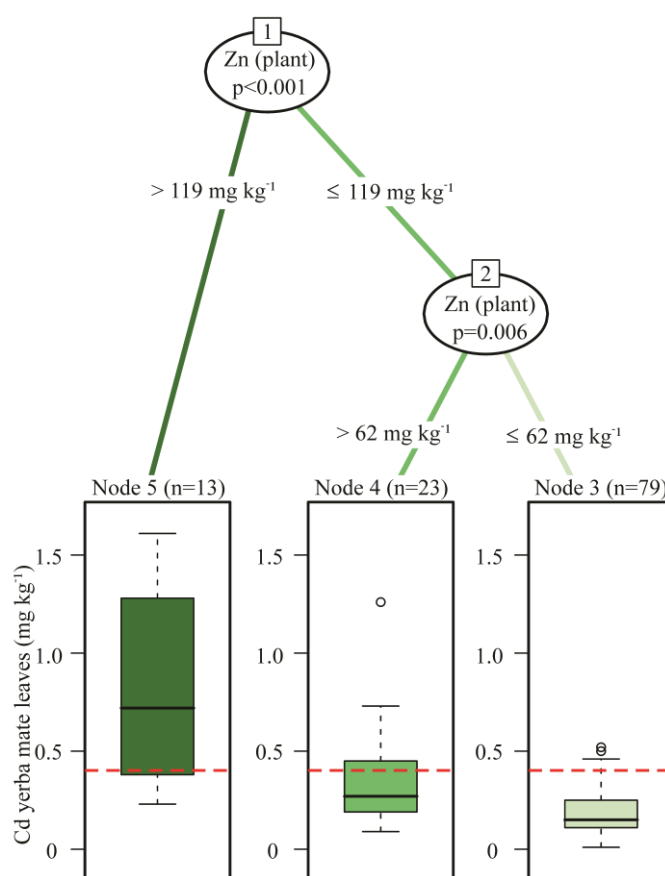 1
Zn (plant)
p<0.001
> 119 mg kg⁻¹
≤ 119 mg kg⁻¹
2
Zn (plant)
p=0.006
> 62 mg kg⁻¹
≤ 62 mg kg⁻¹
Node 5 (n=13)
Node 4 (n=23)
Node 3 (n=79)
Cd yerba mate leaves (mg kg⁻¹)
1.5
1.0
0.5
0
1.5
1.0
0.5
0
1.5
1.0
0.5
0